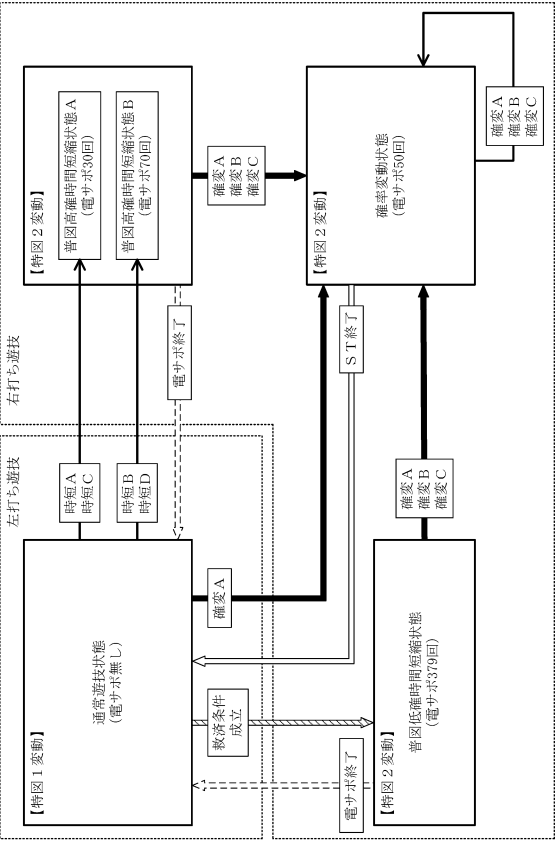 左打ち遊技
右打ち遊技
【特図１変動】
通常遊技状態
(電サポ無し)
時短Ａ
時短Ｃ
時短Ｂ
時短Ｄ
【特図２変動】
普図高確時間短縮状態Ａ
(電サポ30回)
普図高確時間短縮状態Ｂ
(電サポ70回)
電サポ終了
確変Ａ
確変Ｂ
確変Ｃ
確変Ａ
ＳＴ終了
【特図２変動】
確率変動状態
(電サポ50回)
確変Ａ
確変Ｂ
確変Ｃ
救済条件
成立
電サポ終了
【特図２変動】
普図低確時間短縮状態
(電サポ379回)
確変Ａ
確変Ｂ
確変Ｃ